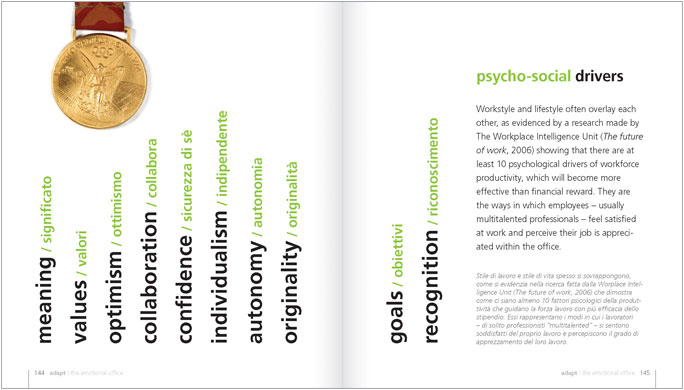 meaning / significato
values / valori
optimism / ottimismo
collaboration / collabora
confidence / sicurezza di sè
individualism / indipendente
autonomy / autonomia
originality / originalità
144 adapt | the emotional office
goals / obiettivi
recognition / riconoscimento
psycho-social drivers
Workstyle and lifestyle often overlay each
other, as evidenced by a research made by
The Workplace Intelligence Unit (The future
of work, 2006) showing that there are at
least 10 psychological drivers of workforce
productivity, which will become more
effective than financial reward. They are
the ways in which employees – usually
multitalented professionals – feel satisfied
at work and perceive their job is appreci-
ated within the office.
Stile di lavoro e stile di vita spesso si sovrappongono,
come si evidenzia nella ricerca fatta dalla Worplace Intel-
ligence Unit (The future of work, 2006) che dimostra
come ci siano almeno 10 fattori psicologici della produt-
tività che guidano la forza lavoro con più efficacia dello
stipendio. Essi rappresentano i modi in cui i lavoratori
– di solito professionisti "multitalented" – si sentono
soddisfatti del proprio lavoro e percepiscono il grado di
apprezzamento del loro lavoro.
adapt | the emotional office 145